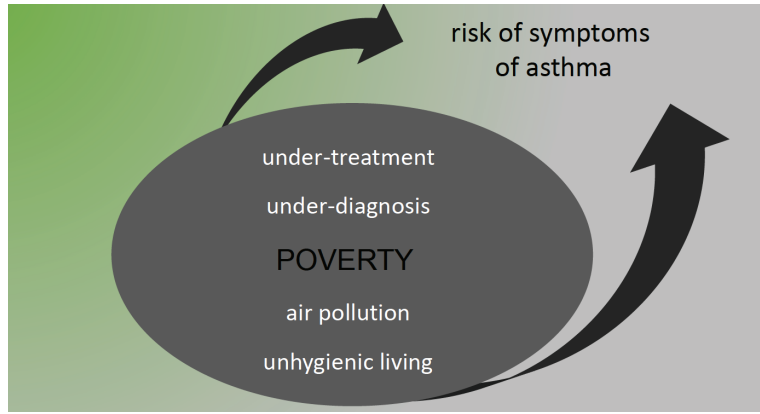 risk of symptoms
of asthma
under-treatment
under-diagnosis
POVERTY
air pollution
unhygienic living